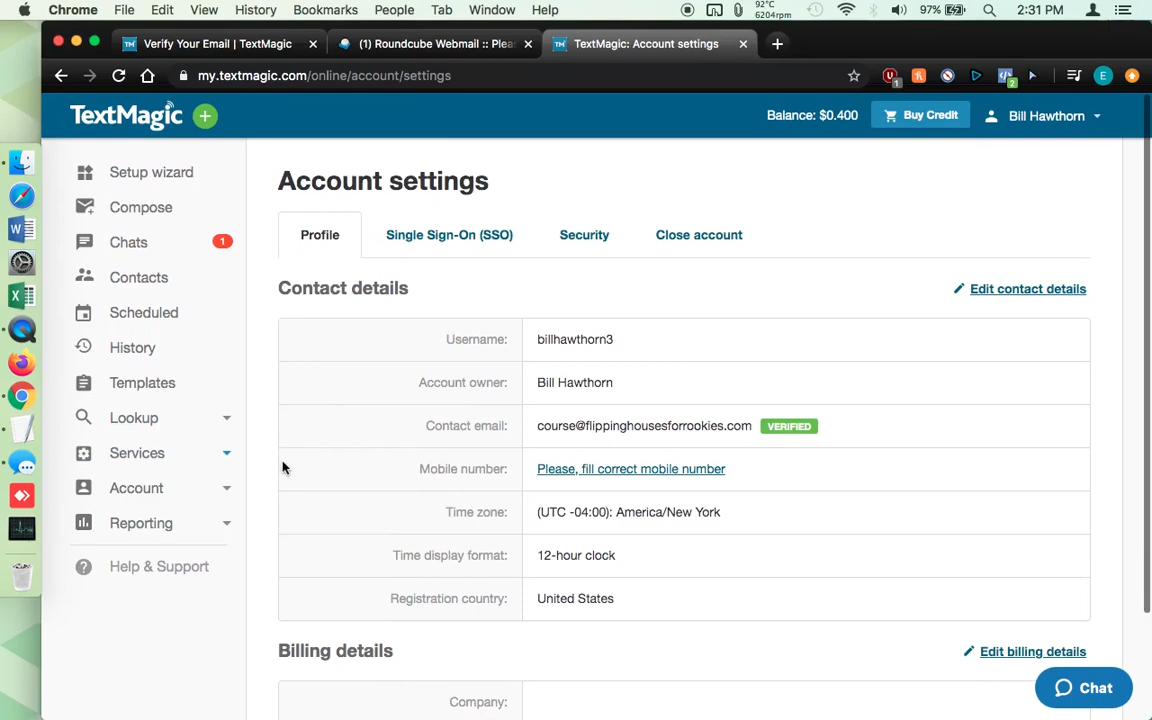 Chrome File Edit View History Bookmarks People Tab Window Help 92°C 6204rpm 97% 2:31 PM
Verify Your Email | TextMagic (1) Roundcube Webmail :: Plea TextMagic: Account settings
my.textmagic.com/online/account/settings 1 2 E
TextMagic Balance: $0.400 Buy Credit Bill Hawthorn
Setup wizard
Compose
Chats 1
Contacts
Scheduled
History
Templates
Lookup
Services
Account
Reporting
Help & Support
Account settings
Profile Single Sign-On (SSO) Security Close account
Contact details Edit contact details
Username: billhawthorn3
Account owner: Bill Hawthorn
Contact email: course@flippinghousesforrookies.com VERIFIED
Mobile number: Please, fill correct mobile number
Time zone: (UTC -04:00): America/New York
Time display format: 12-hour clock
Registration country: United States
Billing details Edit billing details
Company:
Chat